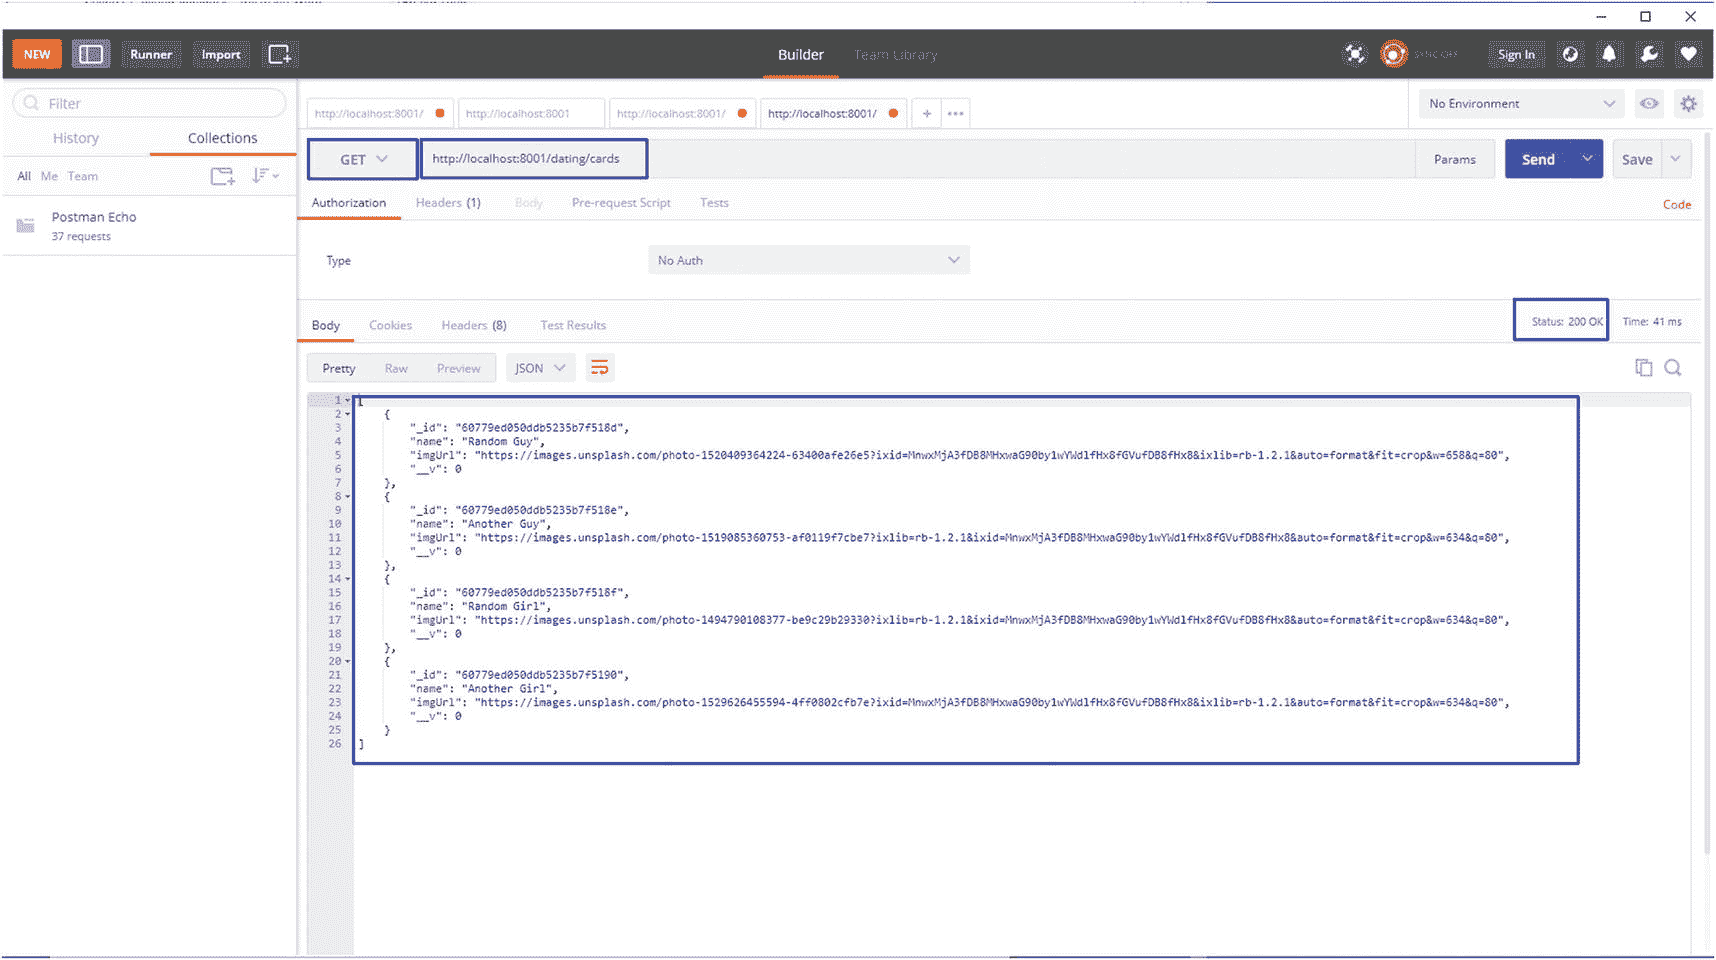 NEW Runner Import Builder Team Library SYNC OFF Sign In
Filter
History Collections
All Me Team
Postman Echo
37 requests
http://localhost:8001/ http://localhost:8001 http://localhost:8001/ http://localhost:8001/ + ••• No Environment
GET http://localhost:8001/dating/cards Params Send Save
Authorization Headers (1) Body Pre-request Script Tests Code
Type No Auth
Body Cookies Headers (8) Test Results Status: 200 OK Time: 41 ms
Pretty Raw Preview JSON
1 [
2 {
3 "_id": "60779ed050ddb5235b7f518d",
4 "name": "Random Guy",
5 "imgUrl": "https://images.unsplash.com/photo-1520409364224-63400afe26e5?ixid=MnwxMjA3fDB8MHxwaG90by1wYWdlfHx8fGVufDB8fHx8&ixlib=rb-1.2.1&auto=format&fit=crop&w=658&q=80",
6 "__v": 0
7 },
8 {
9 "_id": "60779ed050ddb5235b7f518e",
10 "name": "Another Guy",
11 "imgUrl": "https://images.unsplash.com/photo-1519085360753-af0119f7cbe7?ixlib=rb-1.2.1&ixid=MnwxMjA3fDB8MHxwaG90by1wYWdlfHx8fGVufDB8fHx8&auto=format&fit=crop&w=634&q=80",
12 "__v": 0
13 },
14 {
15 "_id": "60779ed050ddb5235b7f518f",
16 "name": "Random Girl",
17 "imgUrl": "https://images.unsplash.com/photo-1494790108377-be9c29b29330?ixlib=rb-1.2.1&ixid=MnwxMjA3fDB8MHxwaG90by1wYWdlfHx8fGVufDB8fHx8&auto=format&fit=crop&w=634&q=80",
18 "__v": 0
19 },
20 {
21 "_id": "60779ed050ddb5235b7f5190",
22 "name": "Another Girl",
23 "imgUrl": "https://images.unsplash.com/photo-1529626455594-4ff0802cfb7e?ixid=MnwxMjA3fDB8MHxwaG90by1wYWdlfHx8fGVufDB8fHx8&ixlib=rb-1.2.1&auto=format&fit=crop&w=634&q=80",
24 "__v": 0
25 }
26 ]